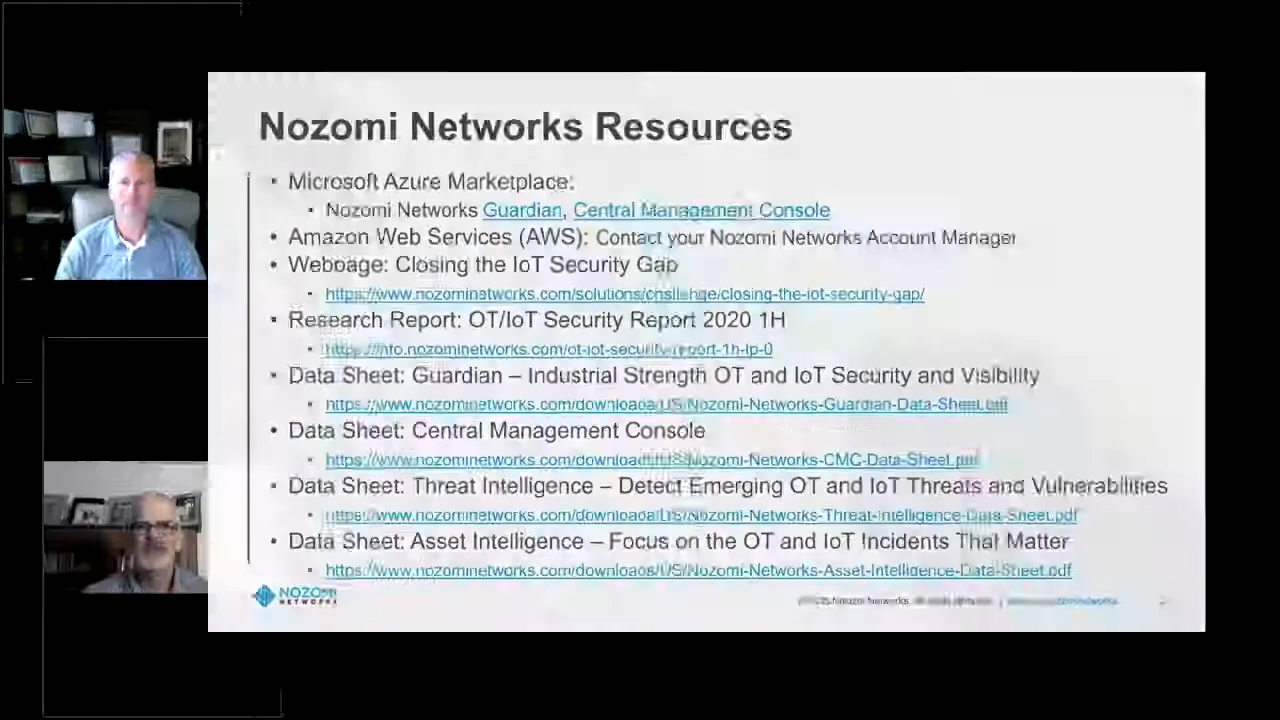 Nozomi Networks Resources
• Microsoft Azure Marketplace:
• Nozomi Networks Guardian, Central Management Console
• Amazon Web Services (AWS): Contact your Nozomi Networks Account Manager
• Webpage: Closing the IoT Security Gap
• https://www.nozominetworks.com/solutions/challenge/closing-the-iot-security-gap/
• Research Report: OT/IoT Security Report 2020 1H
• https://info.nozominetworks.com/ot-iot-security-report-1h-lp-0
• Data Sheet: Guardian – Industrial Strength OT and IoT Security and Visibility
• https://www.nozominetworks.com/downloads/US/Nozomi-Networks-Guardian-Data-Sheet.pdf
• Data Sheet: Central Management Console
• https://www.nozominetworks.com/downloads/US/Nozomi-Networks-CMC-Data-Sheet.pdf
• Data Sheet: Threat Intelligence – Detect Emerging OT and IoT Threats and Vulnerabilities
• https://www.nozominetworks.com/downloads/US/Nozomi-Networks-Threat-Intelligence-Data-Sheet.pdf
• Data Sheet: Asset Intelligence – Focus on the OT and IoT Incidents That Matter
• https://www.nozominetworks.com/downloads/US/Nozomi-Networks-Asset-Intelligence-Data-Sheet.pdf
NOZOMI
NETWORKS
Nozomi Networks